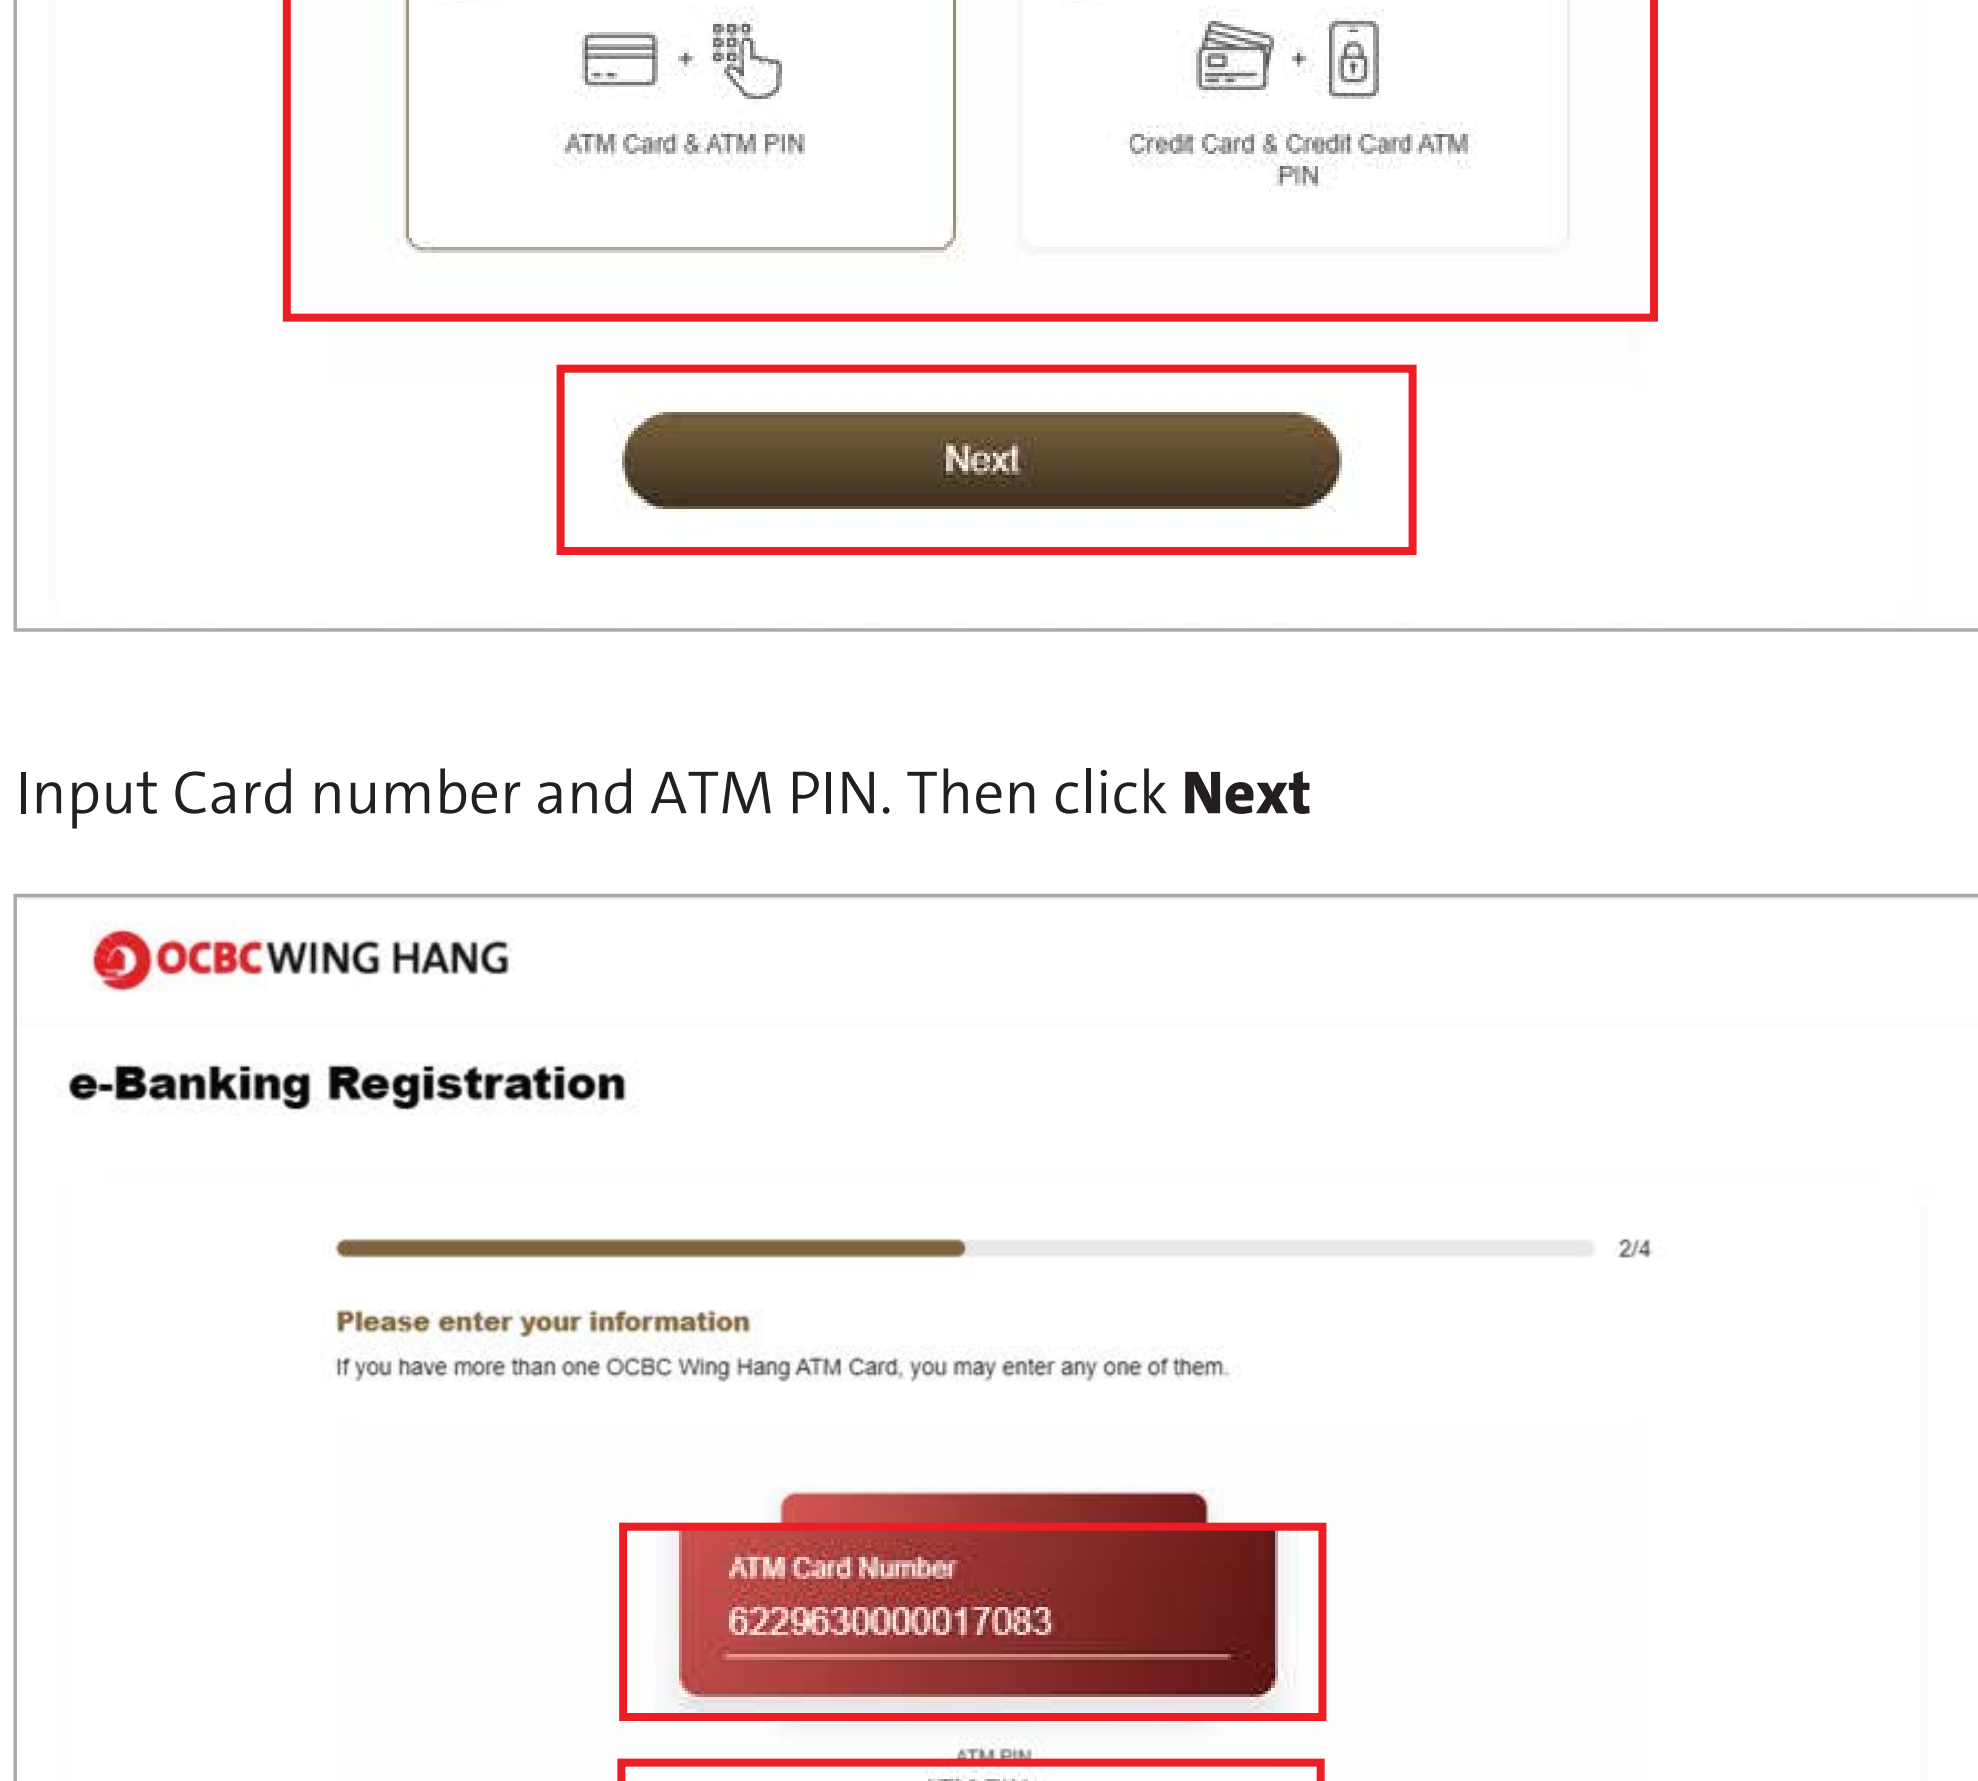 ATM Card & ATM PIN
Credit Card & Credit Card ATM
PIN
Next
Input Card number and ATM PIN. Then click Next
OCBC WING HANG
e-Banking Registration
2/4
Please enter your information
If you have more than one OCBC Wing Hang ATM Card, you may enter any one of them.
ATM Card Number
6229630000017083
ATM PIN